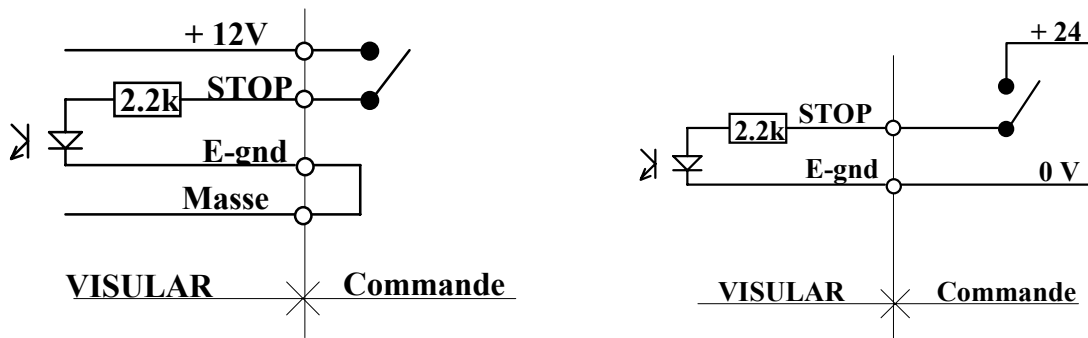 + 12V
STOP
2.2k
E-gnd
Masse
VISULAR Commande
+ 24
STOP
2.2k
E-gnd 0 V
VISULAR Commande